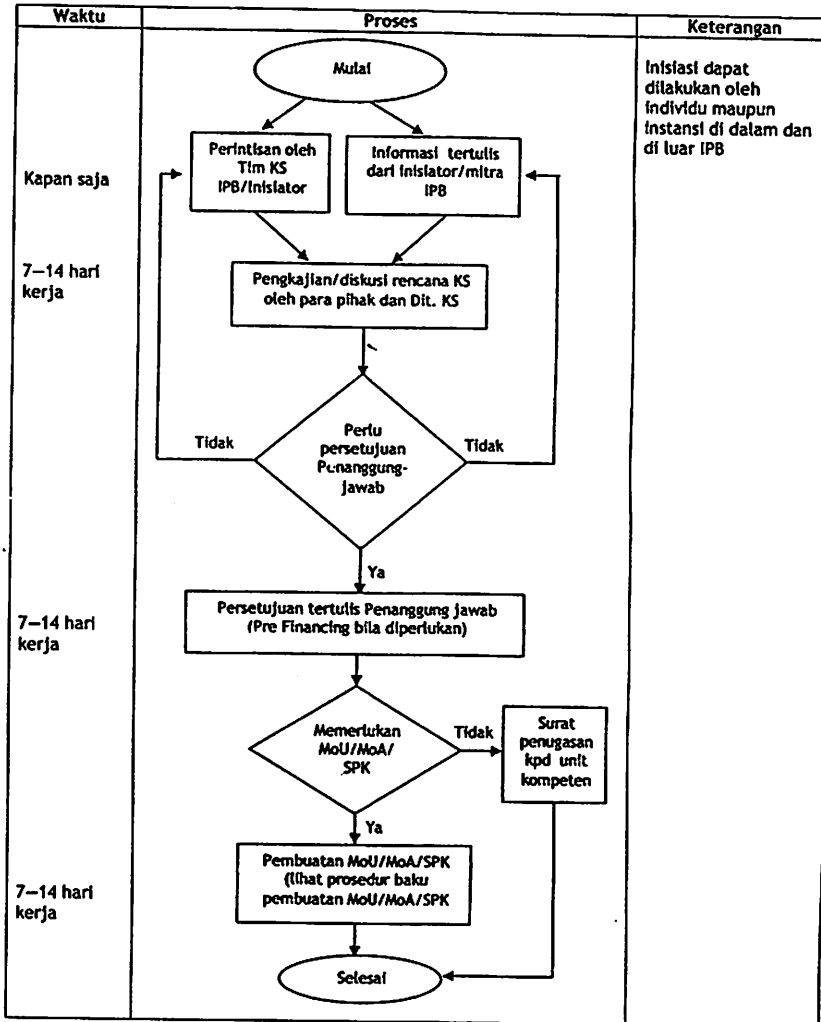 Waktu
Proses
Keterangan
Mulai
Inisiasi dapat
dilakukan oleh
individu maupun
instansi di dalam dan
di luar IPB
Kapan saja
Perintisan oleh
Tim KS
IPB/Inisiator
Informasi tertulis
dari inisiator/mitra
IPB
7–14 hari
kerja
Pengkajian/diskusi rencana KS
oleh para pihak dan Dit. KS
Tidak
Perlu
persetujuan
Penanggung-
jawab
Tidak
Ya
7–14 hari
kerja
Persetujuan tertulis Penanggung jawab
(Pre Financing bila diperlukan)
Memerlukan
MoU/MoA/
SPK
Tidak
Surat
penugasan
kpd unit
kompeten
Ya
7–14 hari
kerja
Pembuatan MoU/MoA/SPK
(lihat prosedur baku
pembuatan MoU/MoA/SPK
Selesai